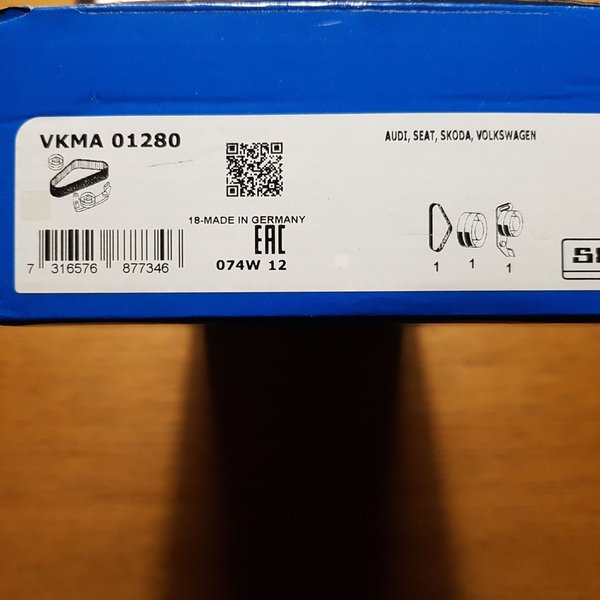 VKMA 01280
AUDI, SEAT, SKODA, VOLKSWAGEN
18-MADE IN GERMANY
EAC
074W 12
7 316576 877346
1 1 1